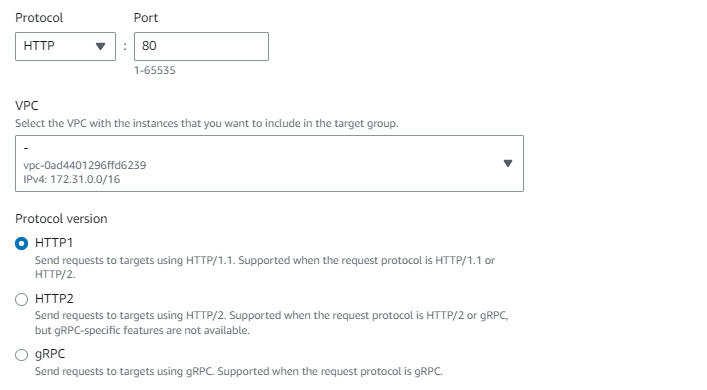 Protocol Port
HTTP : 80
1-65535
VPC
Select the VPC with the instances that you want to include in the target group.
-
vpc-0ad4401296ffd6239
IPv4: 172.31.0.0/16
Protocol version
HTTP1
Send requests to targets using HTTP/1.1. Supported when the request protocol is HTTP/1.1 or
HTTP/2.
HTTP2
Send requests to targets using HTTP/2. Supported when the request protocol is HTTP/2 or gRPC,
but gRPC-specific features are not available.
gRPC
Send requests to targets using gRPC. Supported when the request protocol is gRPC.